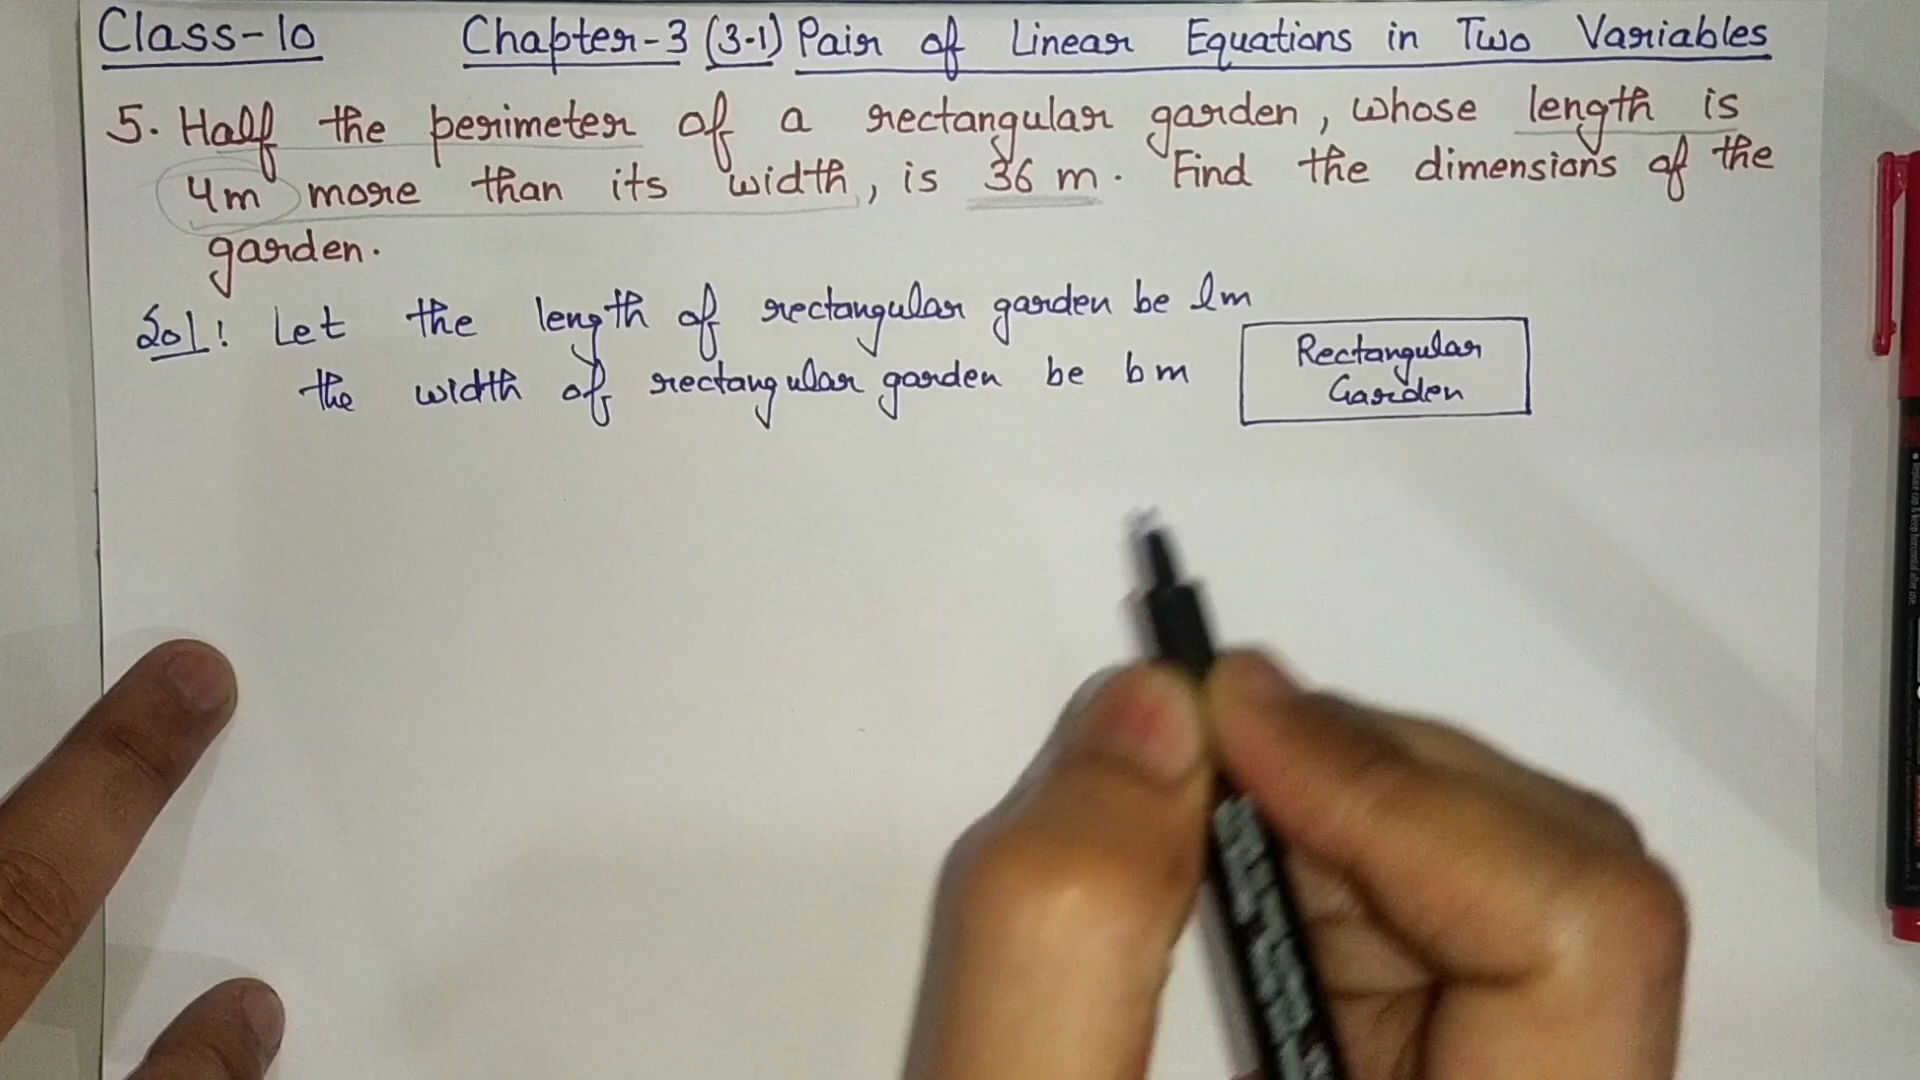 Class-10 Chapter-3 (3.1) Pair of Linear Equations in Two Variables
5. Half the perimeter of a rectangular garden, whose length is
4m more than its width, is 36 m. Find the dimensions of the
garden.
Sol: Let the length of rectangular garden be lm
the width of rectangular garden be b m
Rectangular
Garden